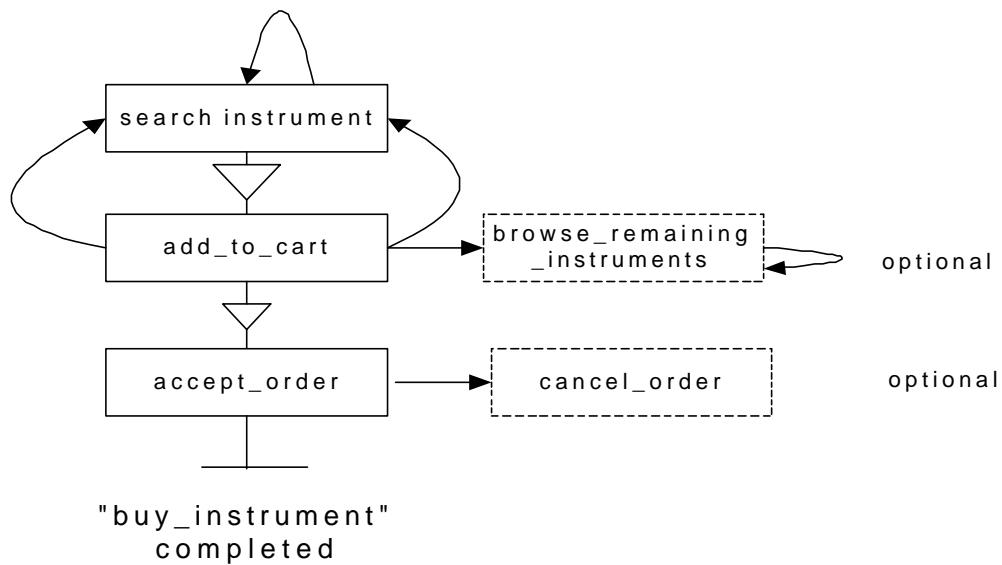 search instrument
add_to_cart
browse_remaining
_instruments
optional
accept_order
cancel_order
optional
"buy_instrument"
completed